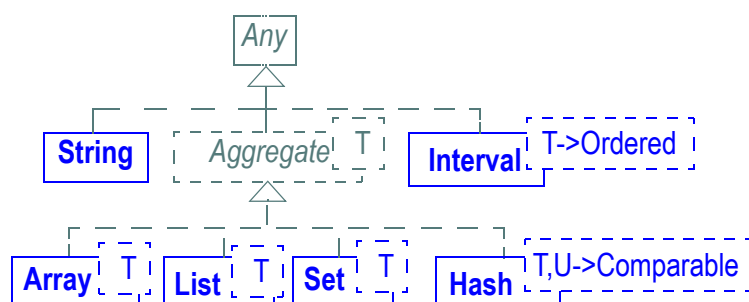 Any
String Aggregate T Interval T->Ordered
Array T List T Set T Hash T,U->Comparable